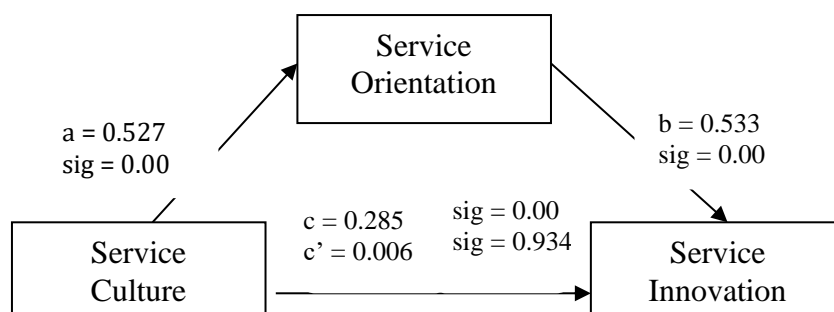 Service
Orientation
a = 0.527
sig = 0.00
b = 0.533
sig = 0.00
c = 0.285 sig = 0.00
c’ = 0.006 sig = 0.934
Service
Culture
Service
Innovation